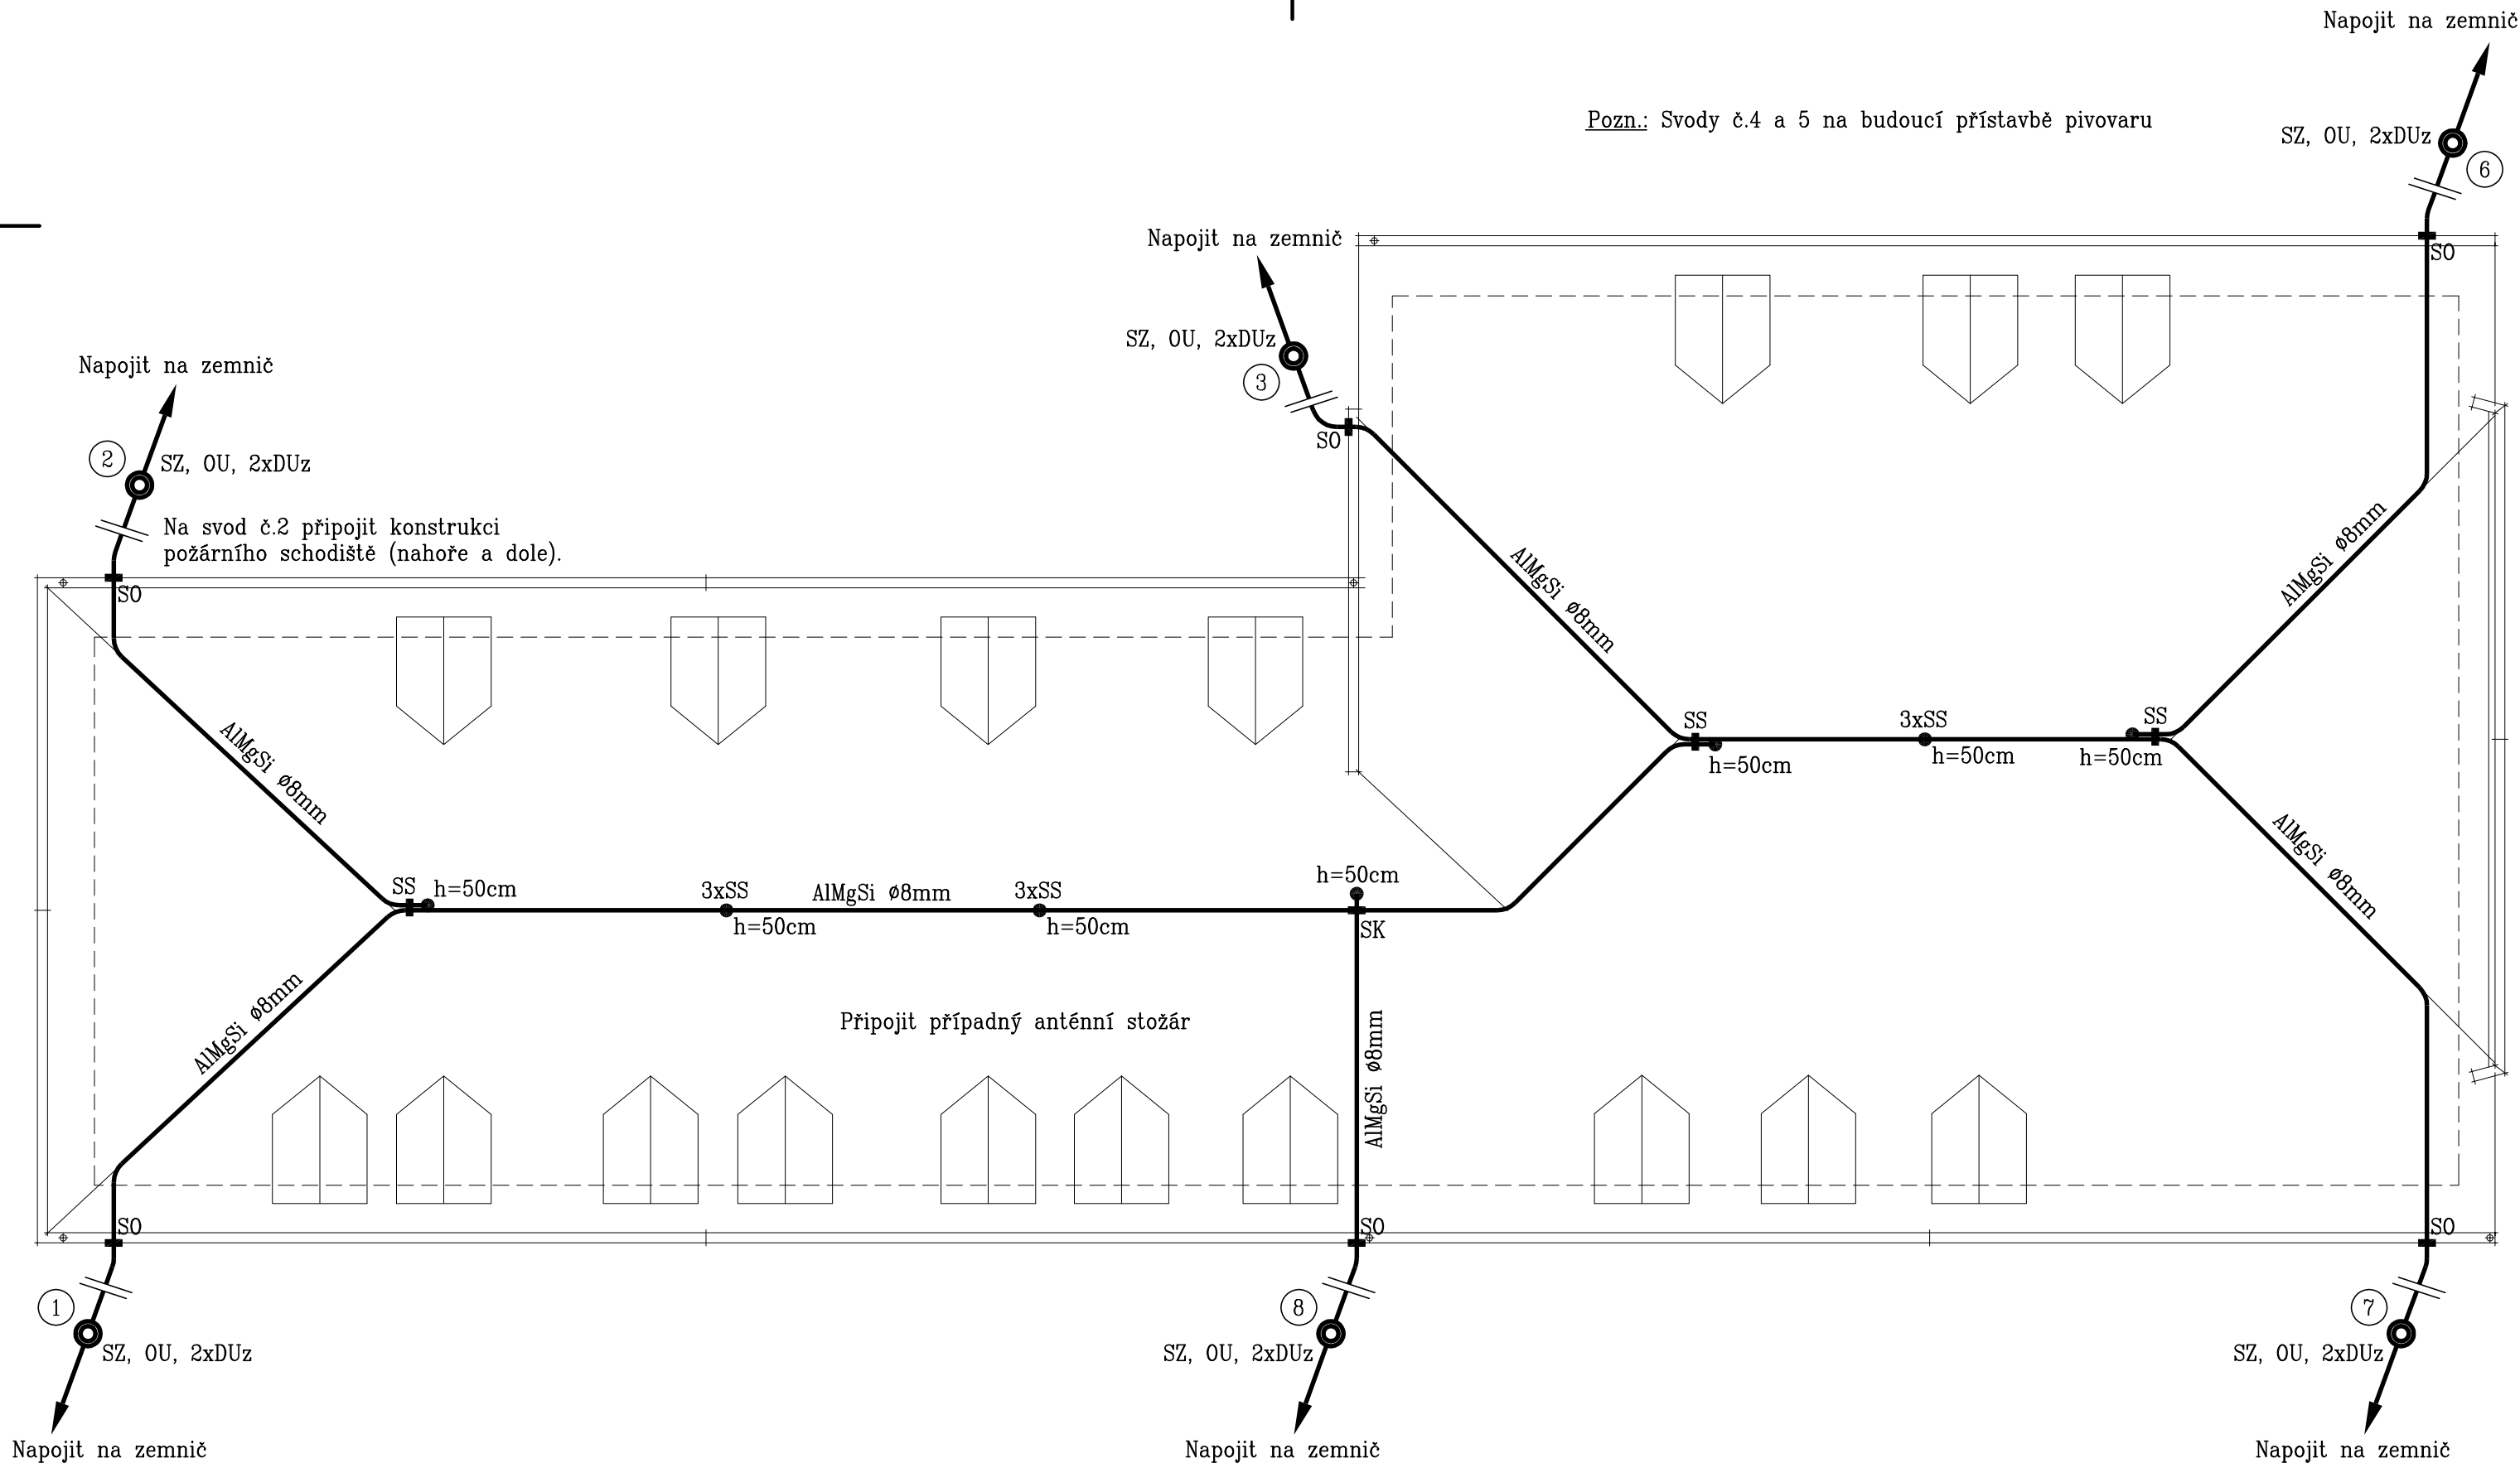 Napojit na zemnič
Pozn.: Svody č.4 a 5 na budoucí přístavbě pivovaru
SZ, OU, 2xDUz
6
Napojit na zemnič
SO
SZ, OU, 2xDUz
3
SO
Napojit na zemnič
2
SZ, OU, 2xDUz
Na svod č.2 připojit konstrukci
požárního schodiště (nahoře a dole).
SO
AlMgSi ø8mm
AlMgSi ø8mm
AlMgSi ø8mm
SS
3xSS
SS
h=50cm
h=50cm
h=50cm
AlMgSi ø8mm
SS
h=50cm
3xSS
h=50cm
AlMgSi ø8mm
3xSS
h=50cm
h=50cm
SK
AlMgSi ø8mm
Připojit případný anténní stožár
AlMgSi ø8mm
SO
SO
SO
1
SZ, OU, 2xDUz
8
SZ, OU, 2xDUz
7
SZ, OU, 2xDUz
Napojit na zemnič
Napojit na zemnič
Napojit na zemnič